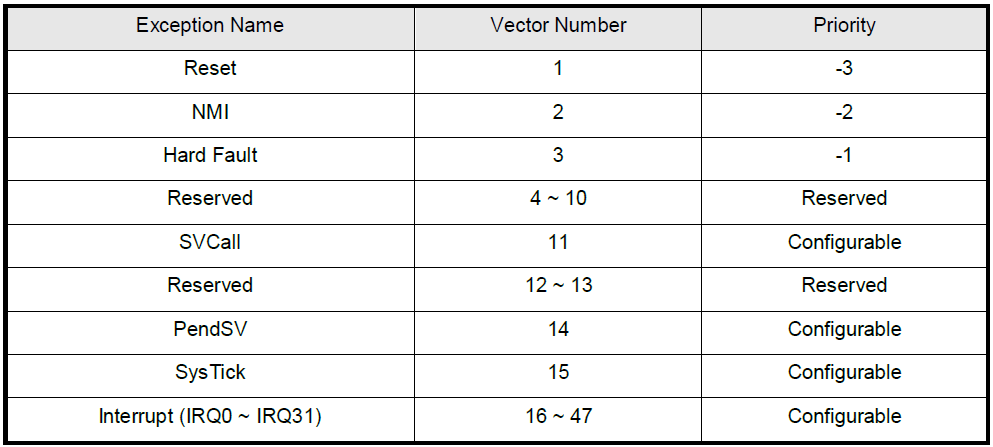 Exception Name Vector Number Priority
Reset 1 -3
NMI 2 -2
Hard Fault 3 -1
Reserved 4 ~ 10 Reserved
SVCall 11 Configurable
Reserved 12 ~ 13 Reserved
PendSV 14 Configurable
SysTick 15 Configurable
Interrupt (IRQ0 ~ IRQ31) 16 ~ 47 Configurable